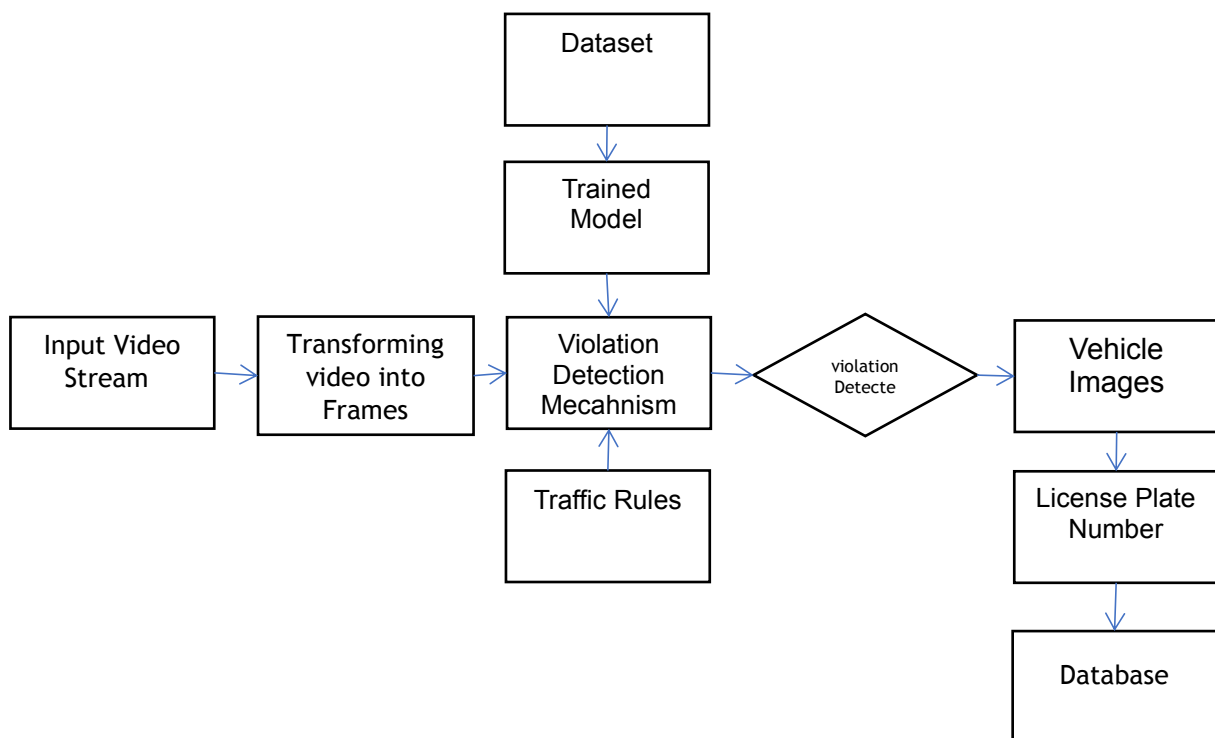 Dataset
Trained
Model
Input Video
Stream
Transforming
video into
Frames
Violation
Detection
Mecahnism
violation
Detecte
Vehicle
Images
Traffic Rules
License Plate
Number
Database